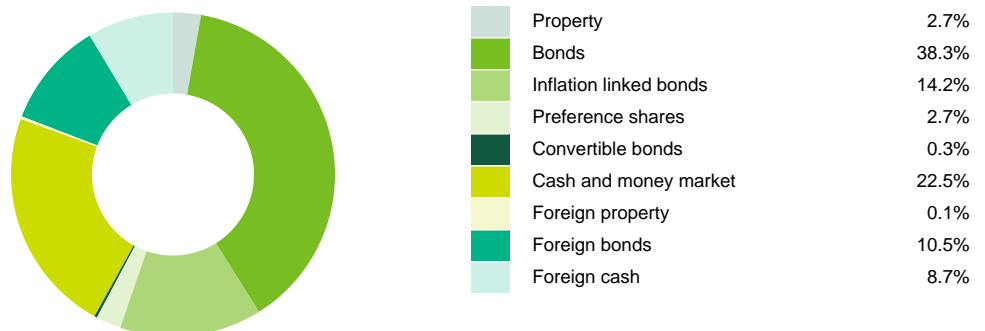 Property 2.7%
Bonds 38.3%
Inflation linked bonds 14.2%
Preference shares 2.7%
Convertible bonds 0.3%
Cash and money market 22.5%
Foreign property 0.1%
Foreign bonds 10.5%
Foreign cash 8.7%